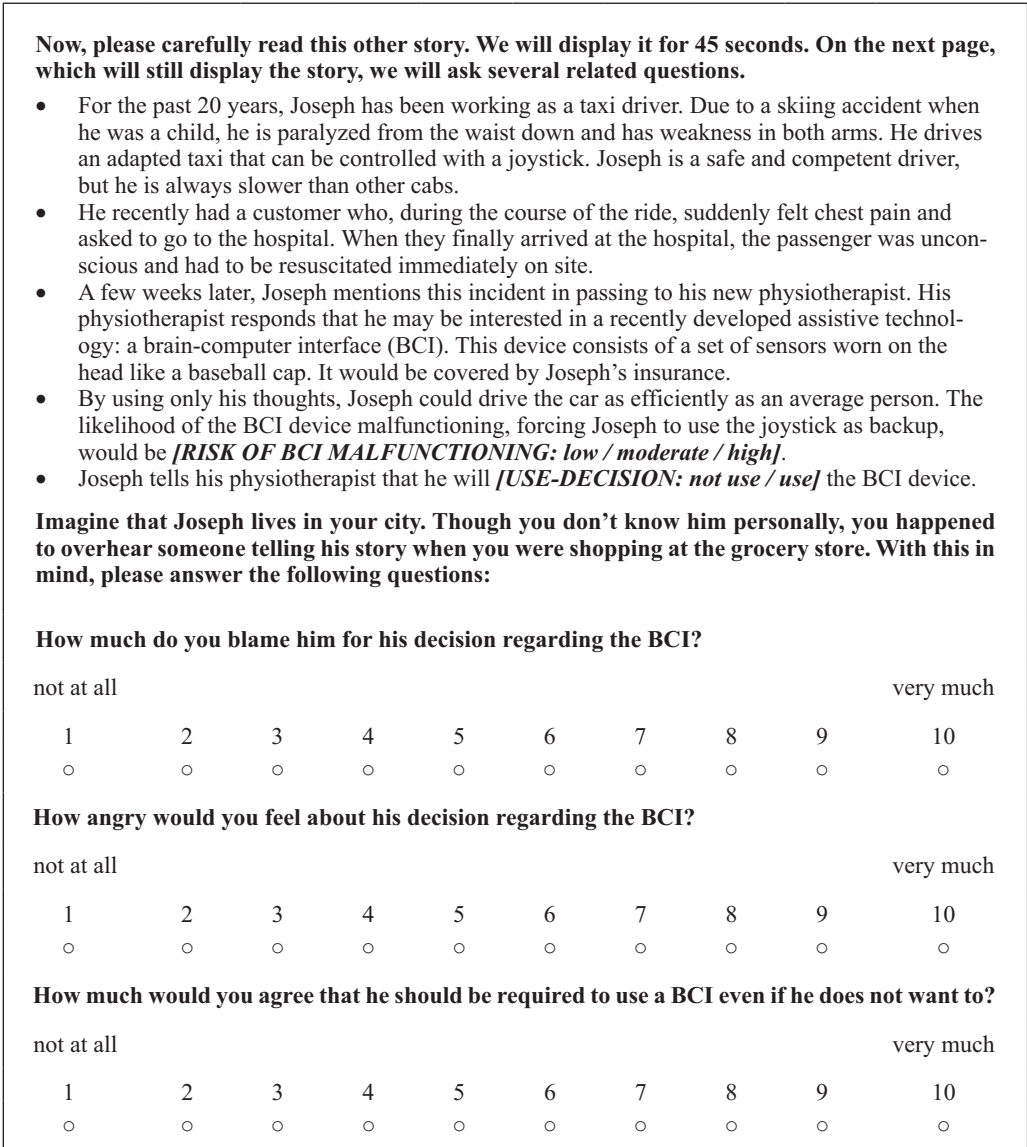 Now, please carefully read this other story. We will display it for 45 seconds. On the next page,
which will still display the story, we will ask several related questions.
• For the past 20 years, Joseph has been working as a taxi driver. Due to a skiing accident when
he was a child, he is paralyzed from the waist down and has weakness in both arms. He drives
an adapted taxi that can be controlled with a joystick. Joseph is a safe and competent driver,
but he is always slower than other cabs.
• He recently had a customer who, during the course of the ride, suddenly felt chest pain and
asked to go to the hospital. When they finally arrived at the hospital, the passenger was uncon-
scious and had to be resuscitated immediately on site.
• A few weeks later, Joseph mentions this incident in passing to his new physiotherapist. His
physiotherapist responds that he may be interested in a recently developed assistive technol-
ogy: a brain-computer interface (BCI). This device consists of a set of sensors worn on the
head like a baseball cap. It would be covered by Joseph’s insurance.
• By using only his thoughts, Joseph could drive the car as efficiently as an average person. The
likelihood of the BCI device malfunctioning, forcing Joseph to use the joystick as backup,
would be [RISK OF BCI MALFUNCTIONING: low / moderate / high].
• Joseph tells his physiotherapist that he will [USE-DECISION: not use / use] the BCI device.
Imagine that Joseph lives in your city. Though you don’t know him personally, you happened
to overhear someone telling his story when you were shopping at the grocery store. With this in
mind, please answer the following questions:
How much do you blame him for his decision regarding the BCI?
not at all very much
1 2 3 4 5 6 7 8 9 10
○ ○ ○ ○ ○ ○ ○ ○ ○ ○
How angry would you feel about his decision regarding the BCI?
not at all very much
1 2 3 4 5 6 7 8 9 10
○ ○ ○ ○ ○ ○ ○ ○ ○ ○
How much would you agree that he should be required to use a BCI even if he does not want to?
not at all very much
1 2 3 4 5 6 7 8 9 10
○ ○ ○ ○ ○ ○ ○ ○ ○ ○